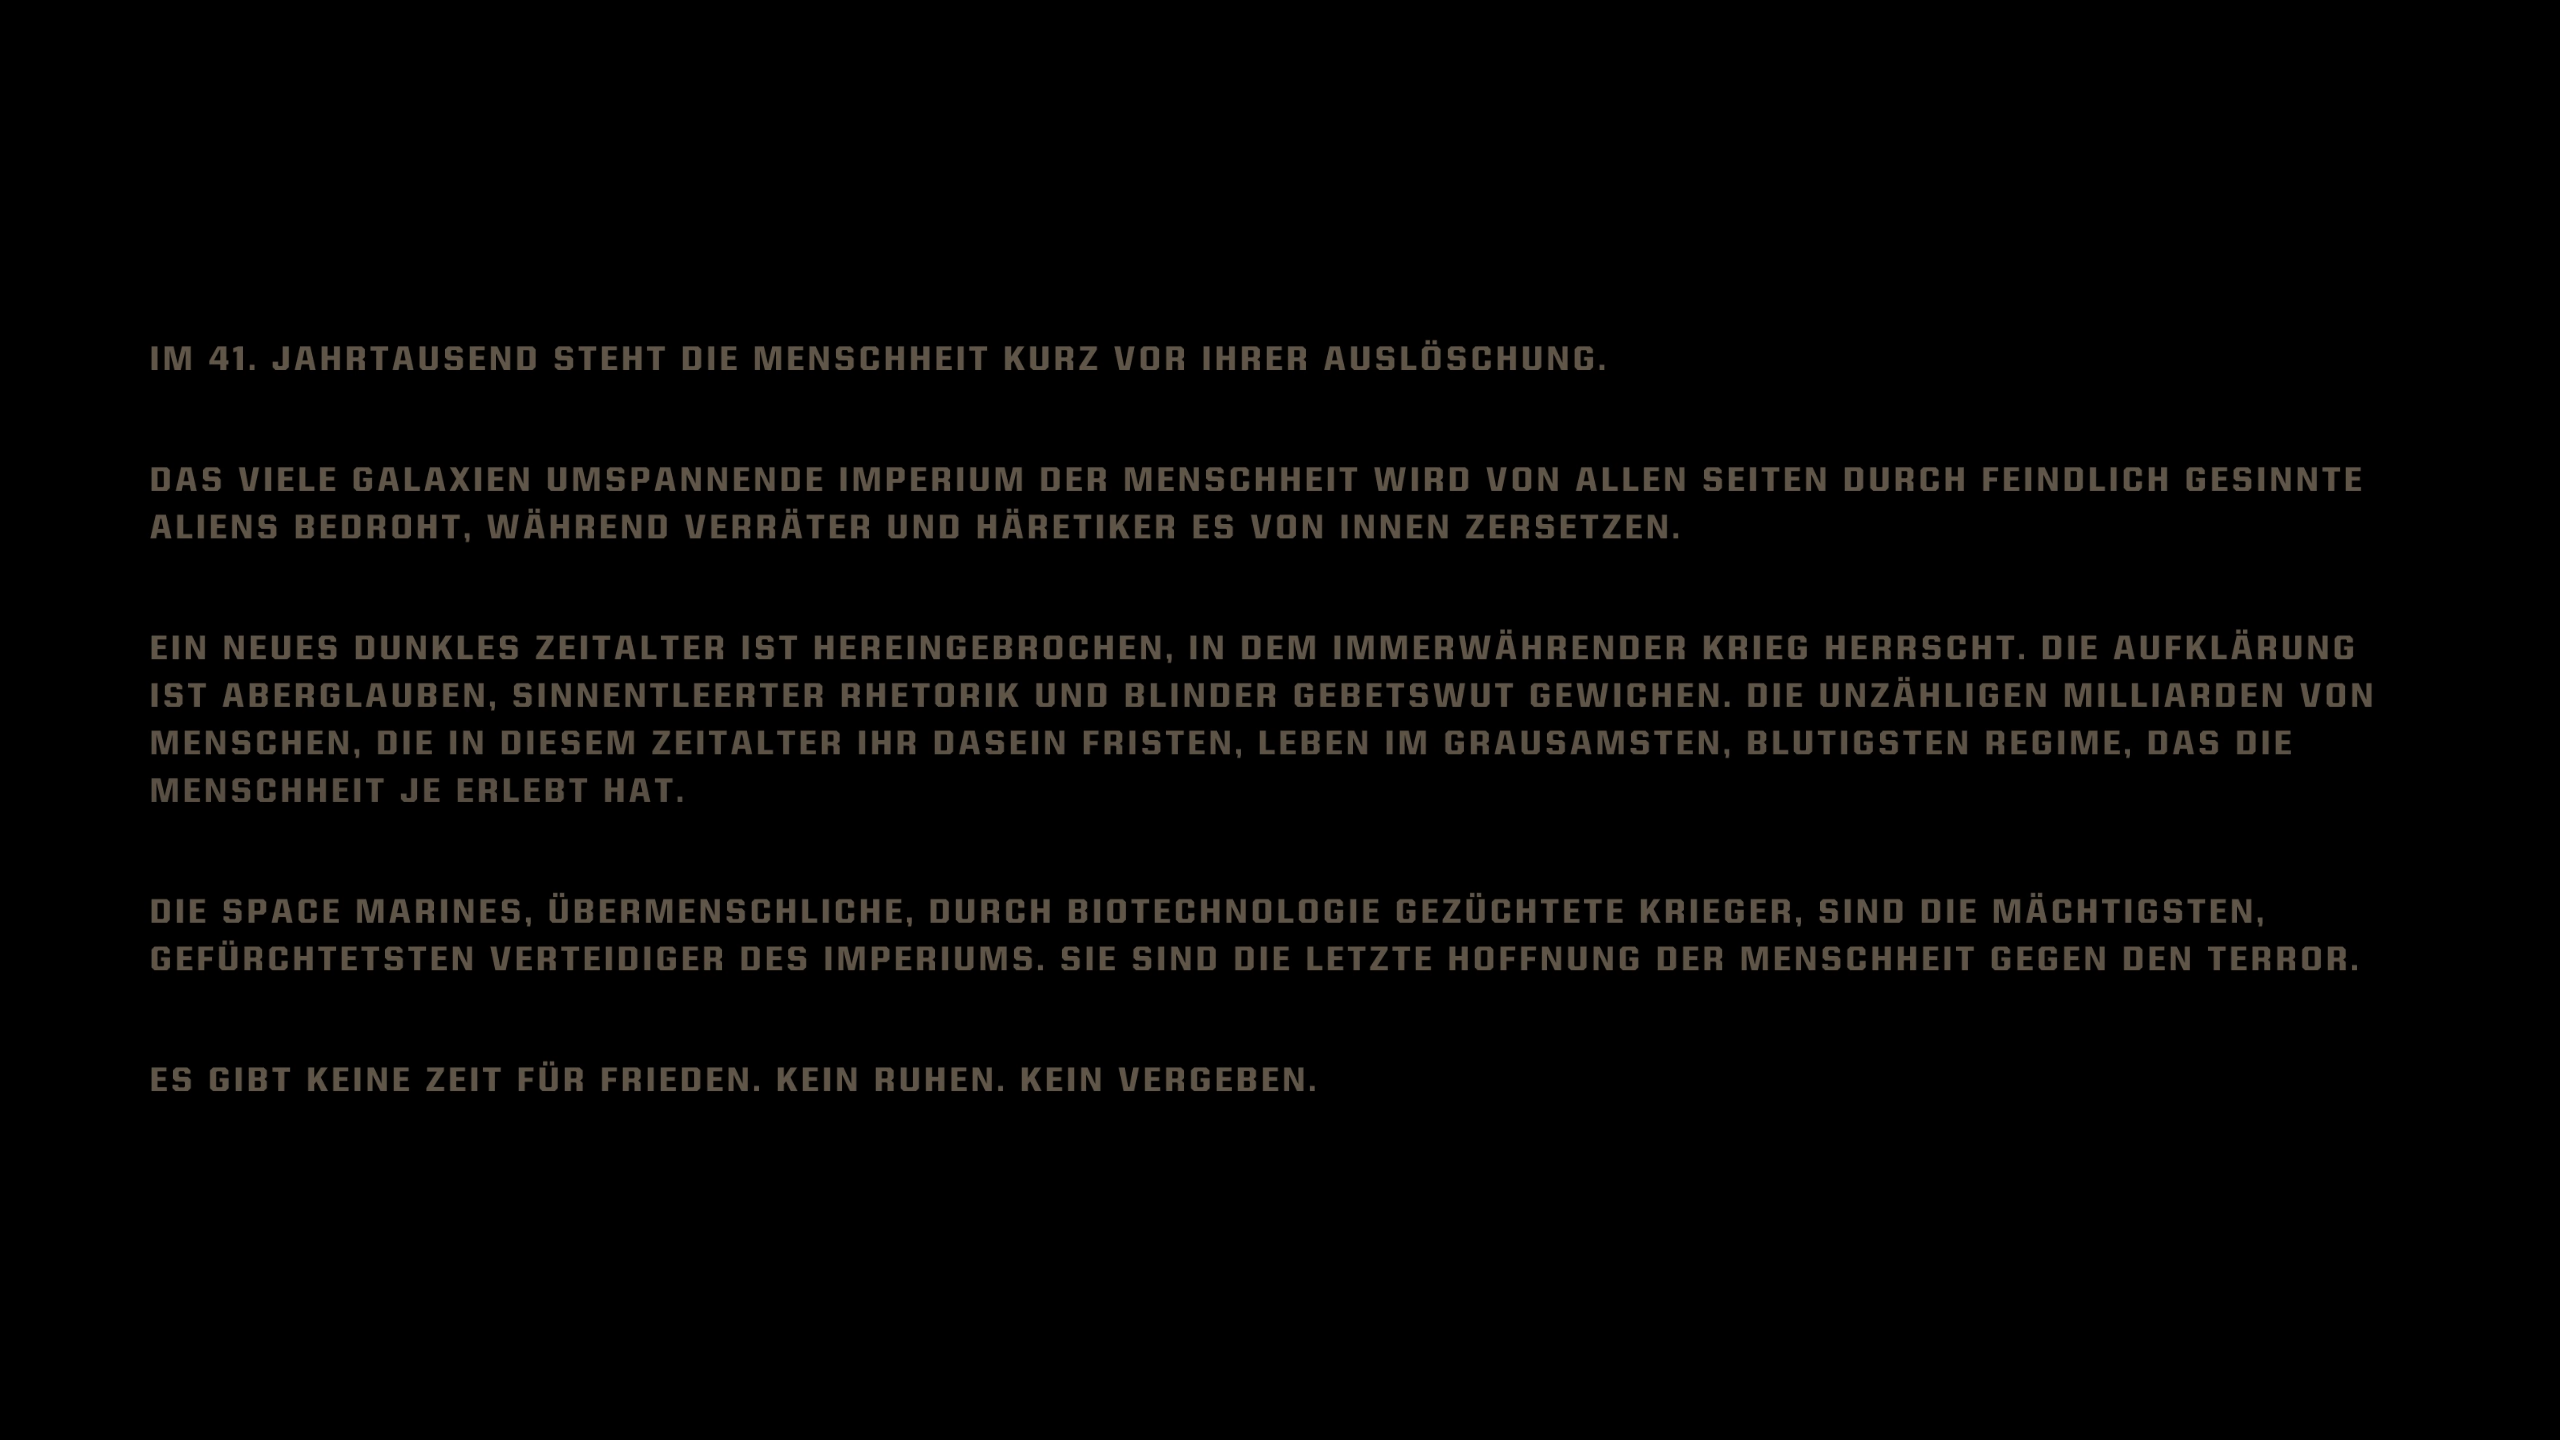 IM 41. JAHRTAUSEND STEHT DIE MENSCHHEIT KURZ VOR IHRER AUSLÖSCHUNG.
DAS VIELE GALAXIEN UMSPANNENDE IMPERIUM DER MENSCHHEIT WIRD VON ALLEN SEITEN DURCH FEINDLICH GESINNTE
ALIENS BEDROHT, WÄHREND VERRÄTER UND HÄRETIKER ES VON INNEN ZERSETZEN.
EIN NEUES DUNKLES ZEITALTER IST HEREINGEBROCHEN, IN DEM IMMERWÄHRENDER KRIEG HERRSCHT. DIE AUFKLÄRUNG
IST ABERGLAUBEN, SINNENTLEERTER RHETORIK UND BLINDER GEBETSWUT GEWICHEN. DIE UNZÄHLIGEN MILLIARDEN VON
MENSCHEN, DIE IN DIESEM ZEITALTER IHR DASEIN FRISTEN, LEBEN IM GRAUSAMSTEN, BLUTIGSTEN REGIME, DAS DIE
MENSCHHEIT JE ERLEBT HAT.
DIE SPACE MARINES, ÜBERMENSCHLICHE, DURCH BIOTECHNOLOGIE GEZÜCHTETE KRIEGER, SIND DIE MÄCHTIGSTEN,
GEFÜRCHTETSTEN VERTEIDIGER DES IMPERIUMS. SIE SIND DIE LETZTE HOFFNUNG DER MENSCHHEIT GEGEN DEN TERROR.
ES GIBT KEINE ZEIT FÜR FRIEDEN. KEIN RUHEN. KEIN VERGEBEN.